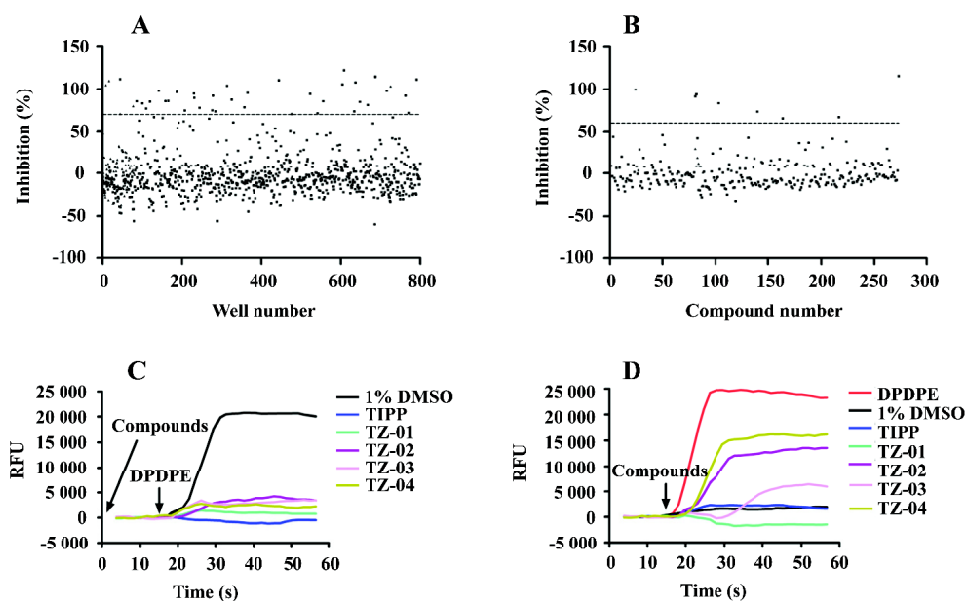 A
150
100
50
0
-50
-100
Inhibition (%)
0 200 400 600 800
Well number
B
150
100
50
0
-50
-100
Inhibition (%)
0 50 100 150 200 250 300
Compound number
C
25 000
20 000
15 000
10 000
5 000
0
-5 000
RFU
Compounds
DPDPE
0 10 20 30 40 50 60
Time (s)
1% DMSO
TIPP
TZ-01
TZ-02
TZ-03
TZ-04
D
25 000
20 000
15 000
10 000
5 000
0
-5 000
RFU
Compounds
0 10 20 30 40 50 60
Time (s)
DPDPE
1% DMSO
TIPP
TZ-01
TZ-02
TZ-03
TZ-04